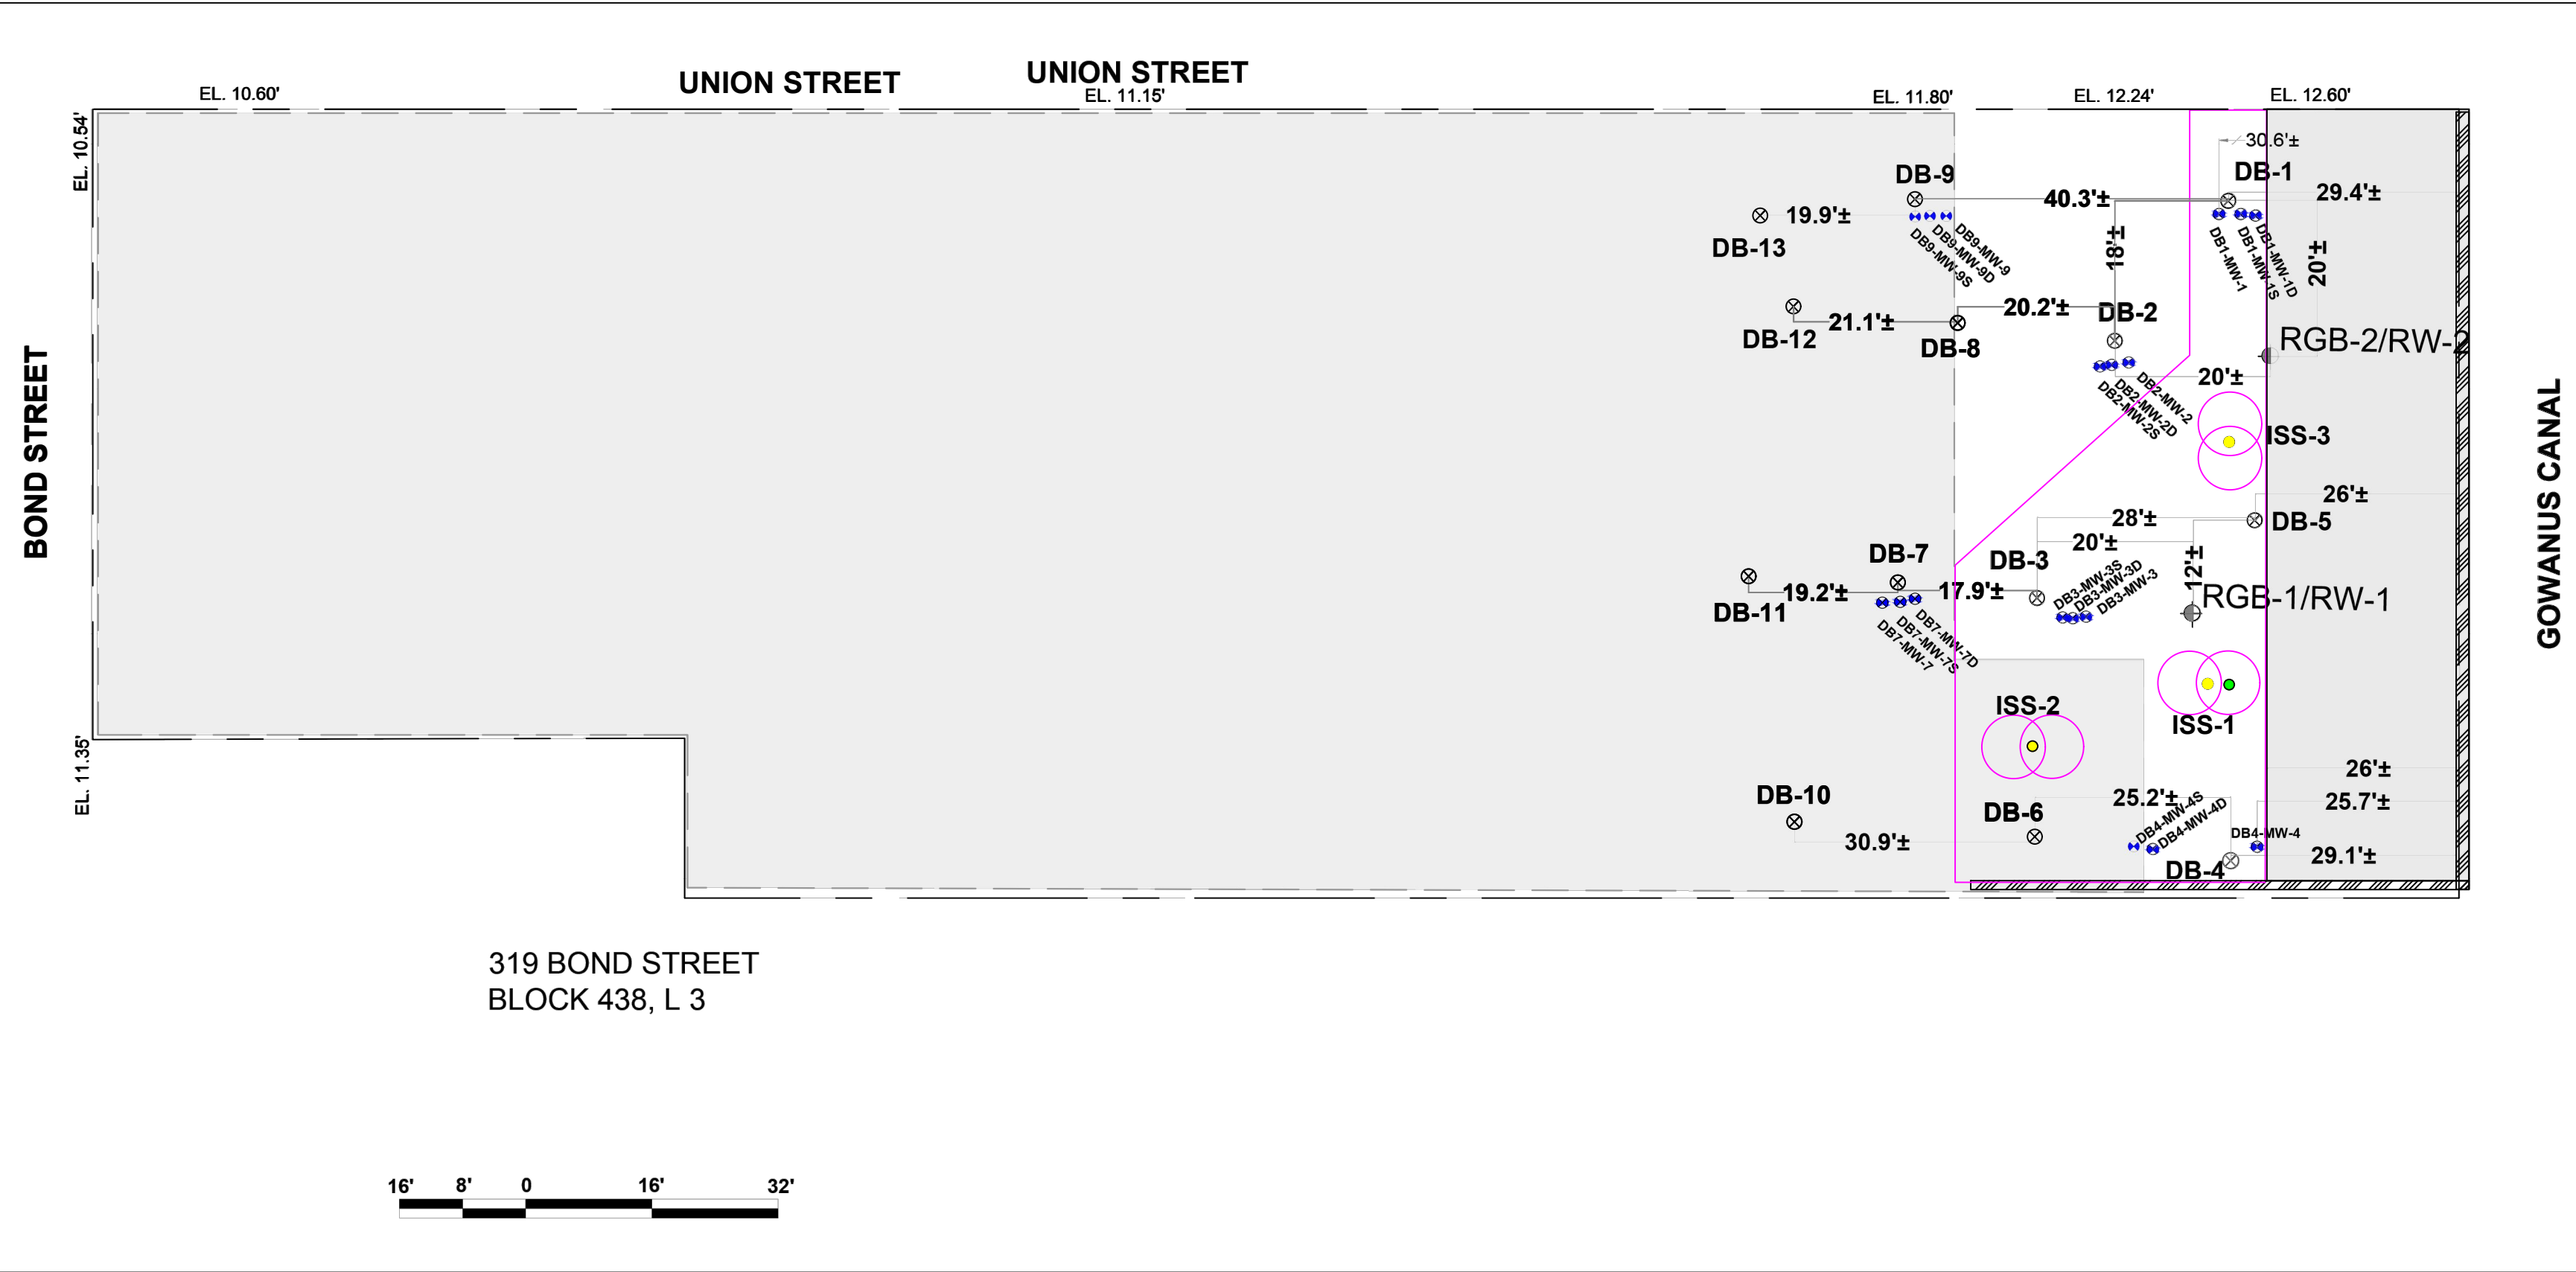 UNION STREET
UNION STREET
EL. 10.60'
EL. 11.15'
EL. 11.80'
EL. 12.24'
EL. 12.60'
EL. 10.54'
30.6'±
DB-1
DB-9
29.4'±
40.3'±
19.9'±
DB-13
18'±
20'±
DB9-MW-9
DB9-MW-9D
DB9-MW-9S
DB1-MW-1
DB1-MW-1S
DB1-MW-1D
20.2'±
DB-2
21.1'±
DB-12
DB-8
RGB-2/RW-2
20'±
DB2-MW-2
DB2-MW-2D
DB2-MW-2S
BOND STREET
GOWANUS CANAL
ISS-3
26'±
28'±
DB-5
20'±
DB-7
DB-3
12'±
19.2'±
17.9'±
DB-11
DB3-MW-3S
DB3-MW-3D
DB3-MW-3
RGB-1/RW-1
DB7-MW-7D
DB7-MW-7S
DB7-MW-7
ISS-2
ISS-1
EL. 11.35'
26'±
DB-10
25.2'±
25.7'±
DB-6
DB4-MW-4S
DB4-MW-4D
DB4-MW-4
30.9'±
29.1'±
DB-4
319 BOND STREET
BLOCK 438, L 3
16' 8' 0 16' 32'